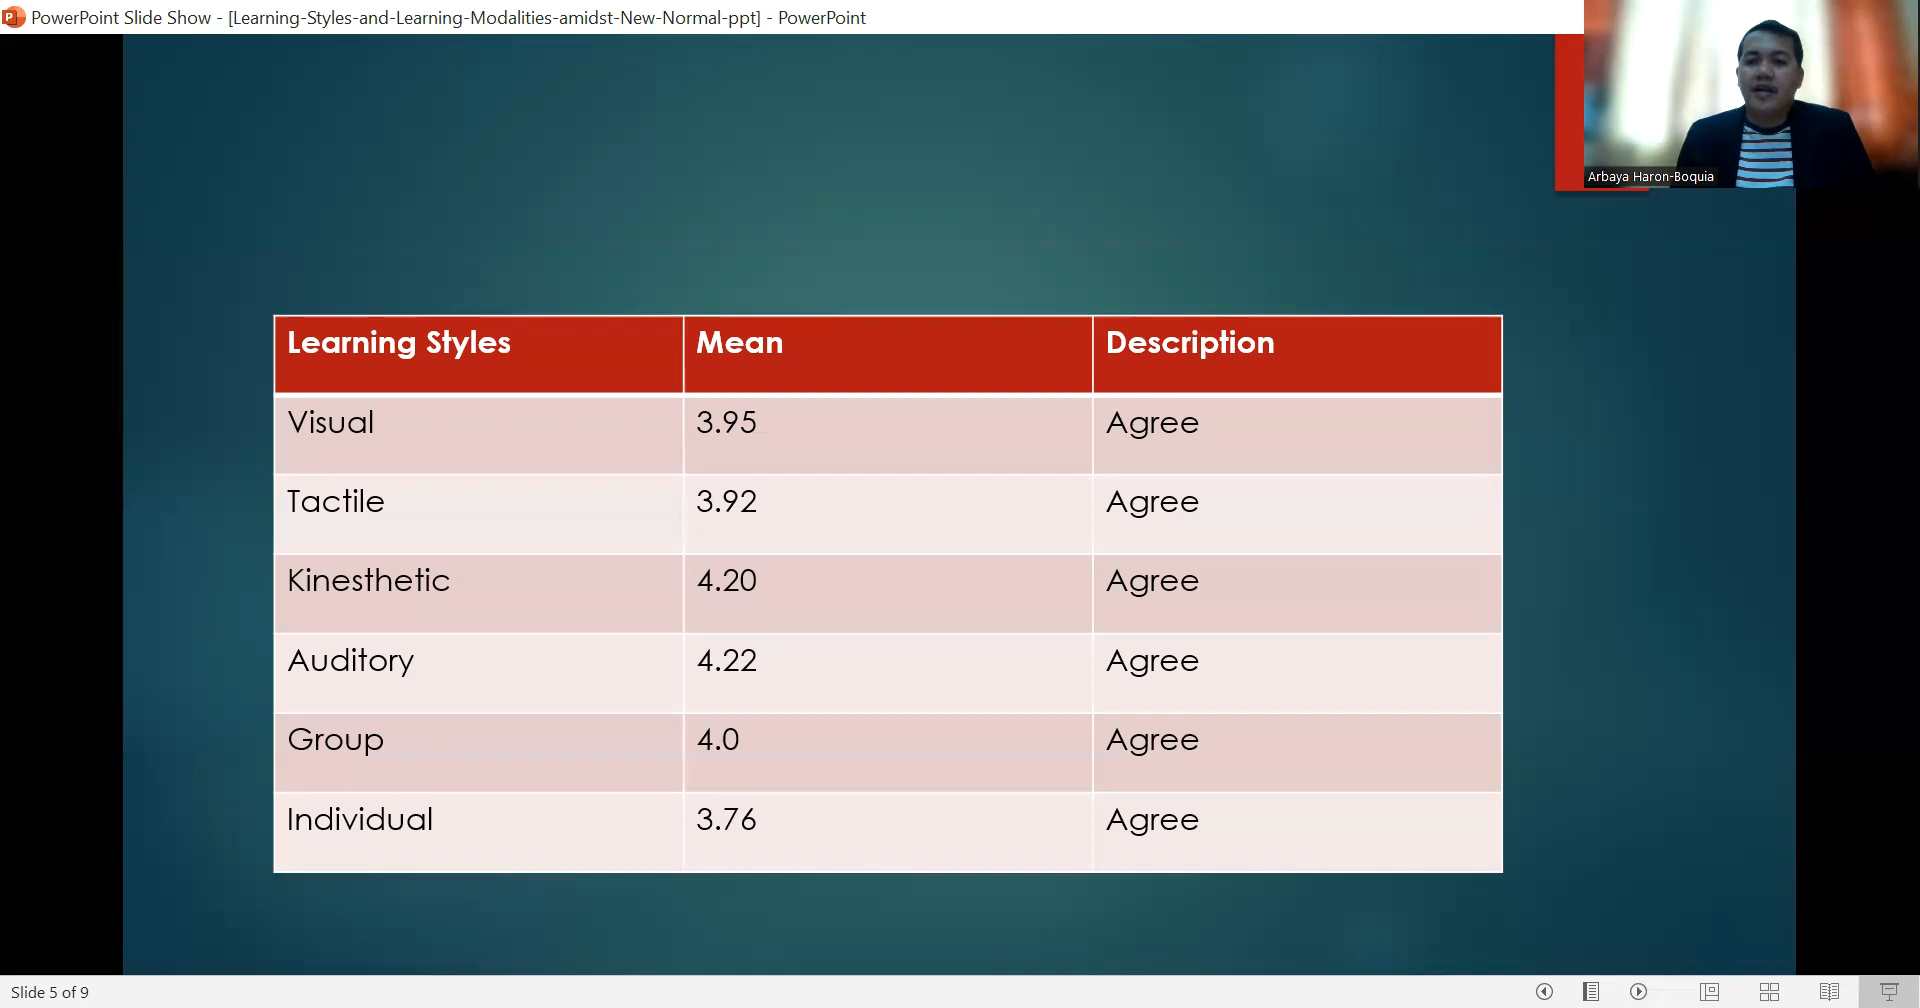 PowerPoint Slide Show - [Learning-Styles-and-Learning-Modalities-amidst-New-Normal-ppt] - PowerPoint
Arbaya Haron-Boquia
Learning Styles Mean Description
Visual 3.95 Agree
Tactile 3.92 Agree
Kinesthetic 4.20 Agree
Auditory 4.22 Agree
Group 4.0 Agree
Individual 3.76 Agree
Slide 5 of 9